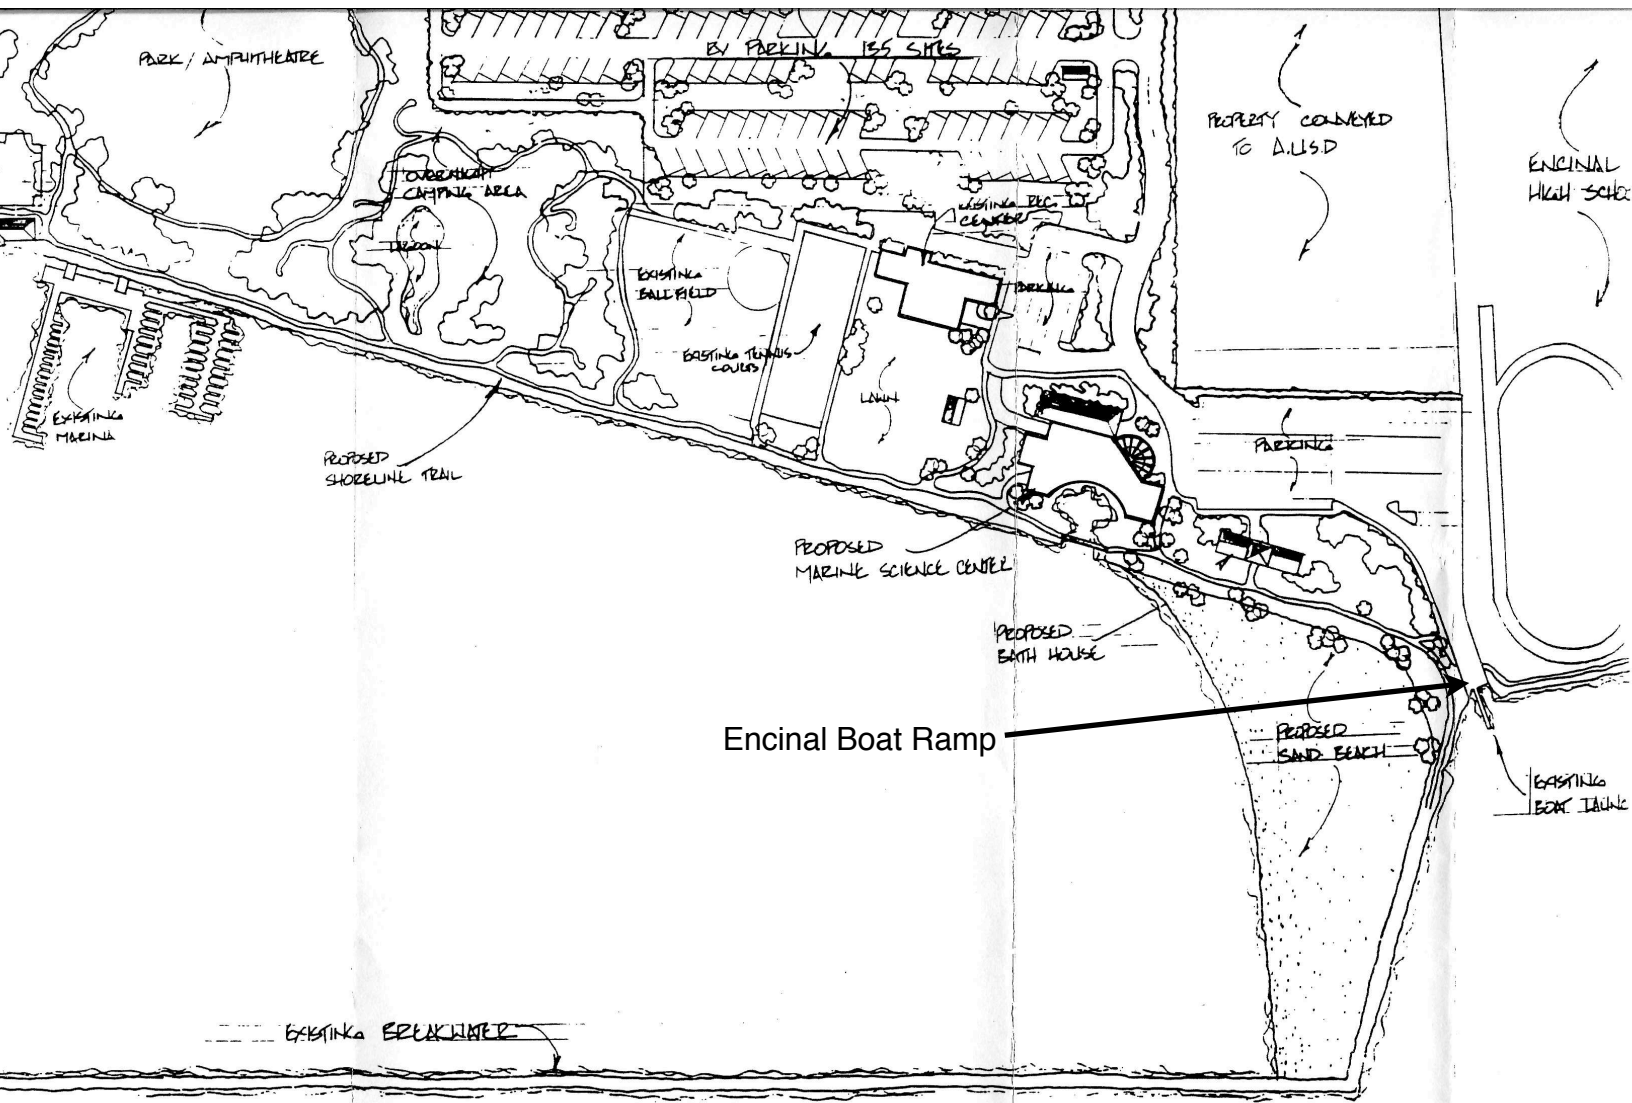 PARK / AMPHITHEATRE
RV PARKING 135 SITES
PROPERTY CONVEYED
TO A.U.S.D
ENCINAL
HIGH SCHO
OVERNIGHT
CAMPING AREA
LAGOON
EXISTING REC.
CENTER
EXISTING
BALLFIELD
PARKING
EXISTING TENNIS
COURTS
LAWN
EXISTING
MARINA
PROPOSED
SHORELINE TRAIL
PARKING
PROPOSED
MARINE SCIENCE CENTER
PROPOSED
BATH HOUSE
Encinal Boat Ramp
PROPOSED
SAND BEACH
EXISTING
BOAT LAUNC
EXISTING BREAKWATER